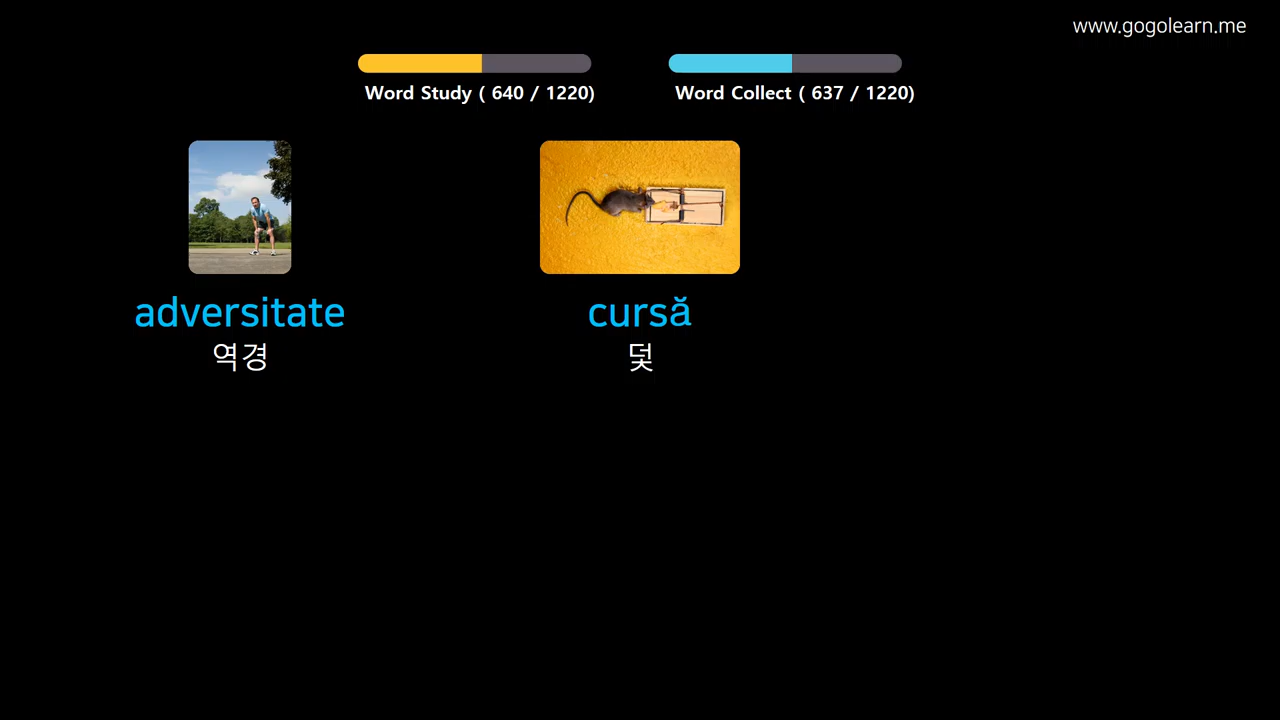 www.gogolearn.me
Word Study ( 640 / 1220)
Word Collect ( 637 / 1220)
adversitate
역경
cursă
덫